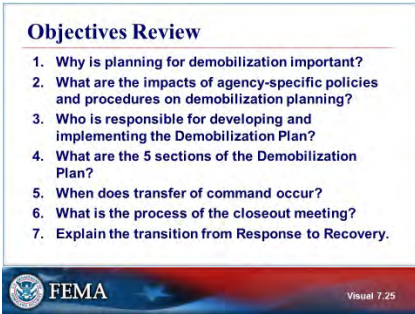 Objectives Review
1. Why is planning for demobilization important?
2. What are the impacts of agency-specific policies
and procedures on demobilization planning?
3. Who is responsible for developing and
implementing the Demobilization Plan?
4. What are the 5 sections of the Demobilization
Plan?
5. When does transfer of command occur?
6. What is the process of the closeout meeting?
7. Explain the transition from Response to Recovery.
FEMA
Visual 7.25